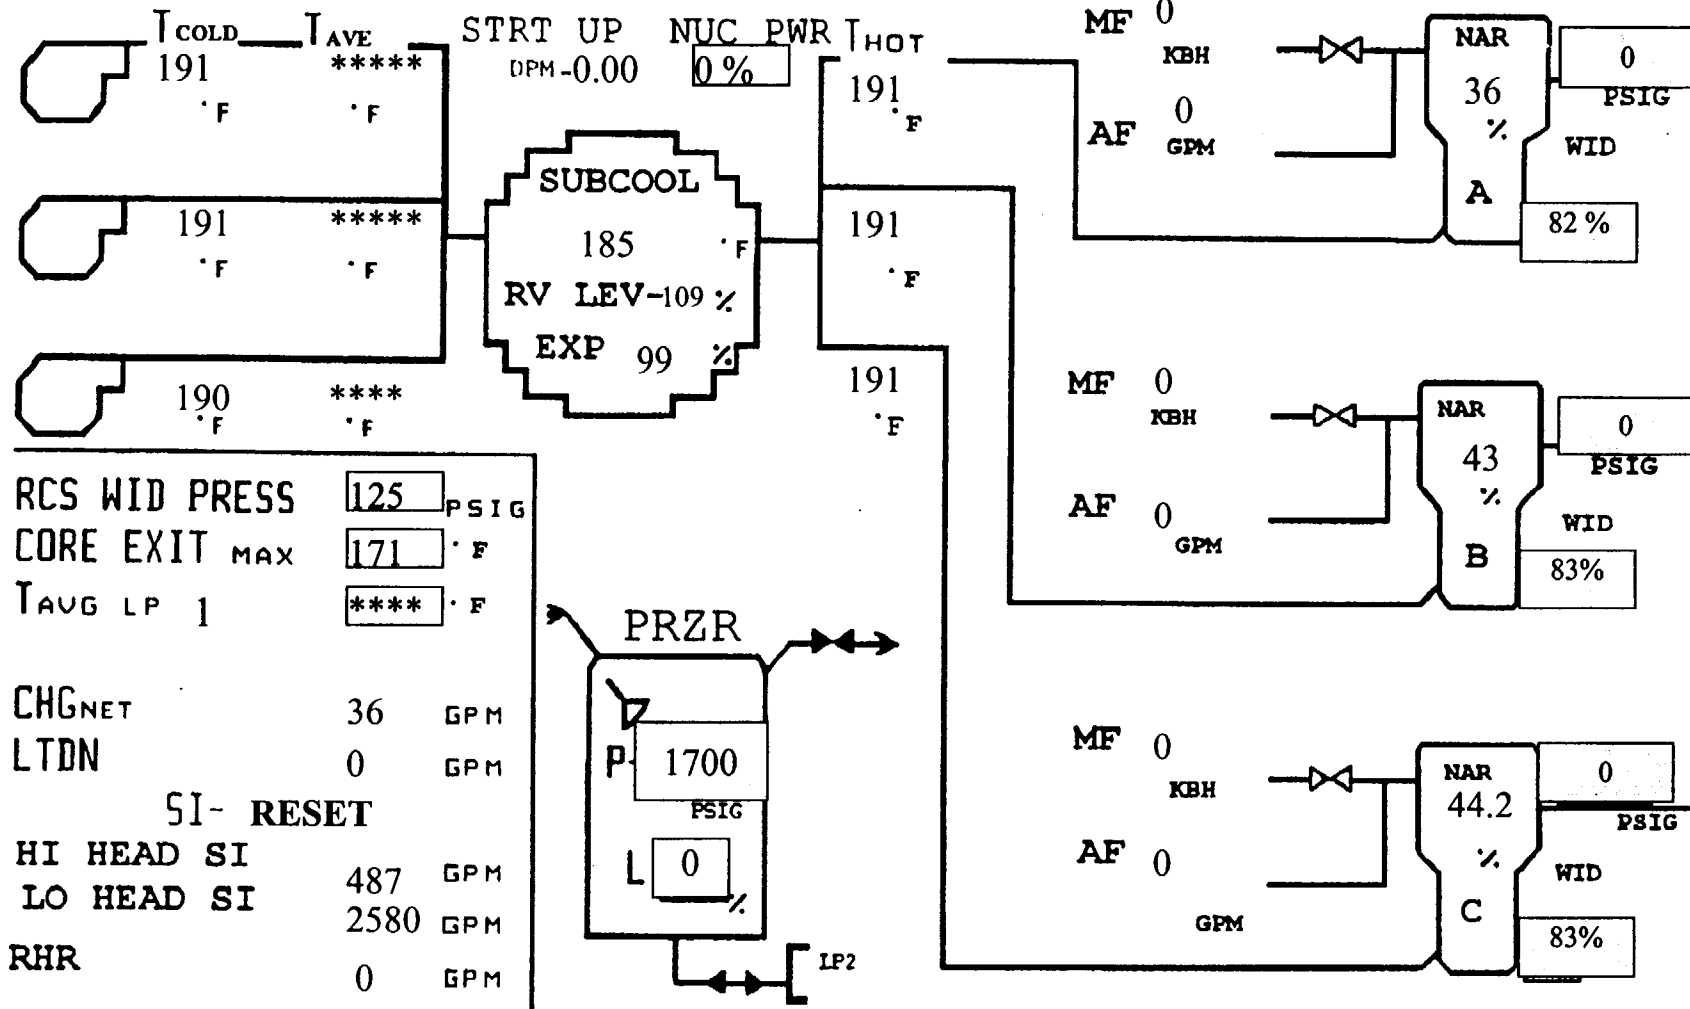 TCOLD TAVE STRT UP NUC PWR THOT
191 ***** DPM -0.00 0 % 191
°F °F °F
191 ***** 191
°F °F °F
190 **** 191
°F °F °F
SUBCOOL
185 °F
RV LEV-109 %
EXP 99 %
RCS WID PRESS 125 PSIG
CORE EXIT MAX 171 °F
TAVG LP 1 **** °F
CHGNET 36 GPM
LTDN 0 GPM
SI- RESET
HI HEAD SI 487 GPM
LO HEAD SI 2580 GPM
RHR 0 GPM
PRZR
P 1700
PSIG
L 0
%
LP2
MF 0
KBH
AF 0
GPM
NAR
36
%
A
0
PSIG
WID
82 %
MF 0
KBH
AF 0
GPM
NAR
43
%
B
0
PSIG
WID
83%
MF 0
KBH
AF 0
GPM
NAR
44.2
%
C
0
PSIG
WID
83%